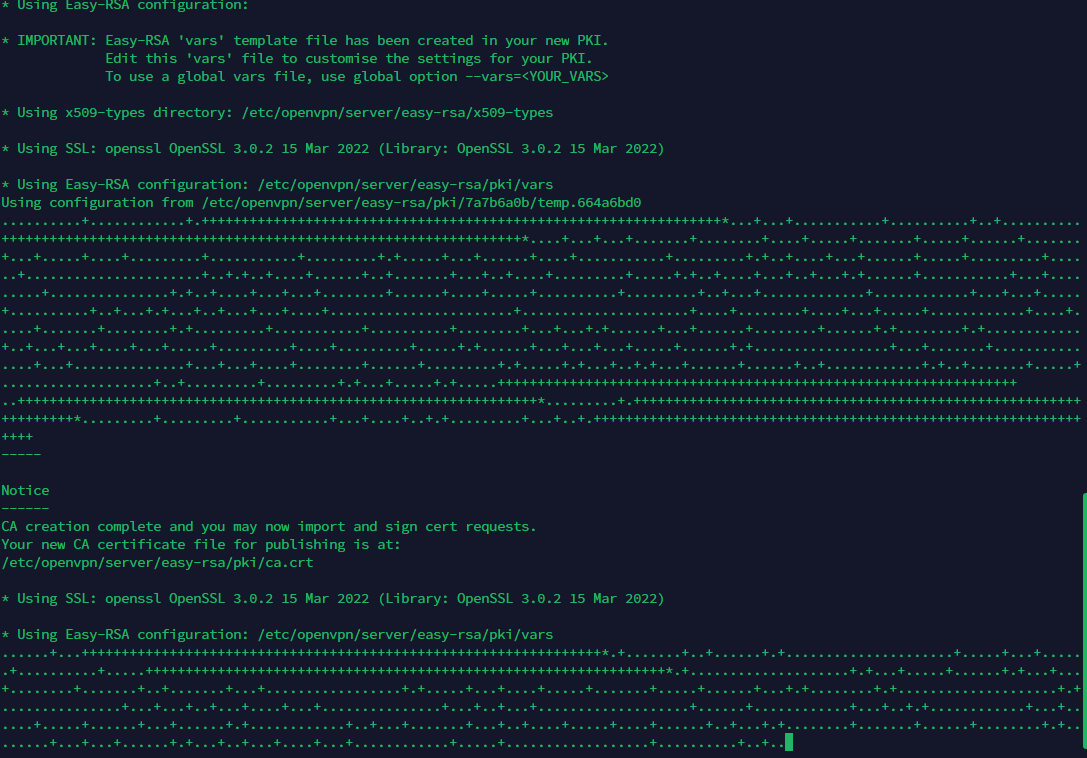 * Using Easy-RSA configuration:
* IMPORTANT: Easy-RSA 'vars' template file has been created in your new PKI.
Edit this 'vars' file to customise the settings for your PKI.
To use a global vars file, use global option --vars=<YOUR_VARS>
* Using x509-types directory: /etc/openvpn/server/easy-rsa/x509-types
* Using SSL: openssl OpenSSL 3.0.2 15 Mar 2022 (Library: OpenSSL 3.0.2 15 Mar 2022)
* Using Easy-RSA configuration: /etc/openvpn/server/easy-rsa/pki/vars
Using configuration from /etc/openvpn/server/easy-rsa/pki/7a7b6a0b/temp.664a6bd0
-----
Notice
------
CA creation complete and you may now import and sign cert requests.
Your new CA certificate file for publishing is at:
/etc/openvpn/server/easy-rsa/pki/ca.crt
* Using SSL: openssl OpenSSL 3.0.2 15 Mar 2022 (Library: OpenSSL 3.0.2 15 Mar 2022)
* Using Easy-RSA configuration: /etc/openvpn/server/easy-rsa/pki/vars